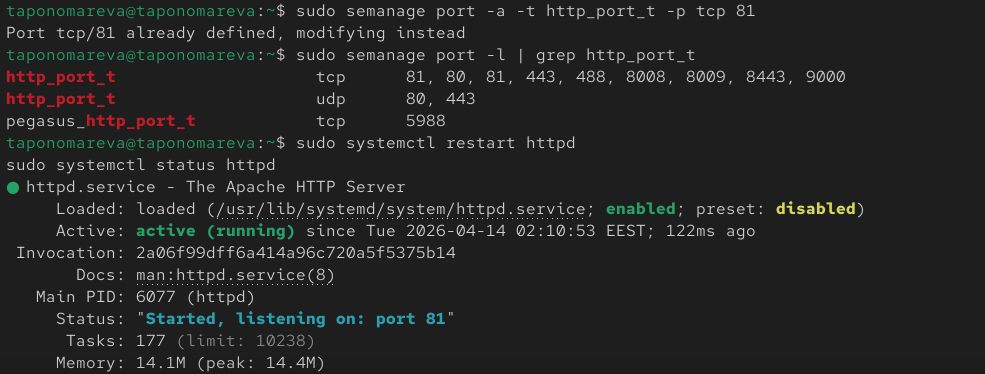 taponomareva@taponomareva:~$ sudo semanage port -a -t http_port_t -p tcp 81
Port tcp/81 already defined, modifying instead
taponomareva@taponomareva:~$ sudo semanage port -l | grep http_port_t
http_port_t                    tcp      81, 80, 81, 443, 488, 8008, 8009, 8443, 9000
http_port_t                    udp      80, 443
pegasus_http_port_t            tcp      5988
taponomareva@taponomareva:~$ sudo systemctl restart httpd
sudo systemctl status httpd
● httpd.service - The Apache HTTP Server
     Loaded: loaded (/usr/lib/systemd/system/httpd.service; enabled; preset: disabled)
     Active: active (running) since Tue 2026-04-14 02:10:53 EEST; 122ms ago
 Invocation: 2a06f99dff6a414a96c720a5f5375b14
       Docs: man:httpd.service(8)
   Main PID: 6077 (httpd)
     Status: "Started, listening on: port 81"
      Tasks: 177 (limit: 10238)
     Memory: 14.1M (peak: 14.4M)